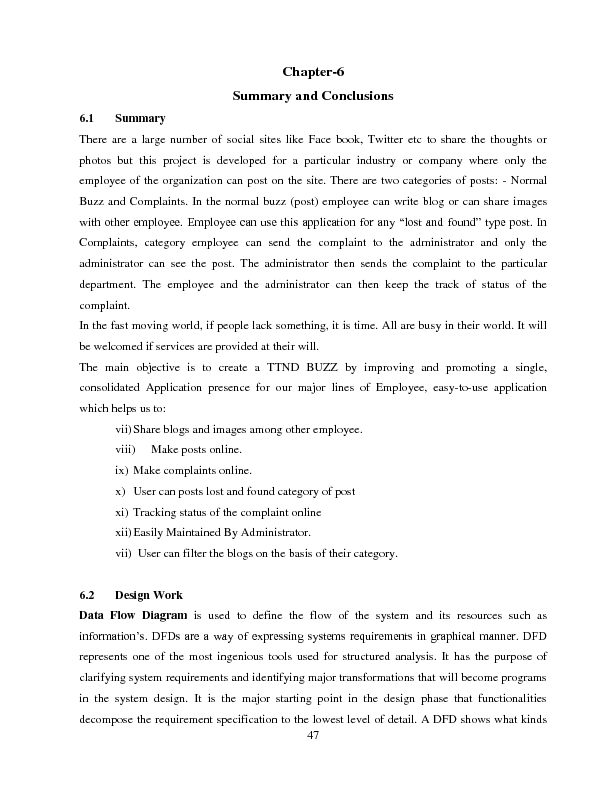 Chapter-6
Summary and Conclusions
6.1 Summary
There are a large number of social sites like Face book, Twitter etc to share the thoughts or
photos but this project is developed for a particular industry or company where only the
employee of the organization can post on the site. There are two categories of posts: - Normal
Buzz and Complaints. In the normal buzz (post) employee can write blog or can share images
with other employee. Employee can use this application for any “lost and found” type post. In
Complaints, category employee can send the complaint to the administrator and only the
administrator can see the post. The administrator then sends the complaint to the particular
department. The employee and the administrator can then keep the track of status of the
complaint.
In the fast moving world, if people lack something, it is time. All are busy in their world. It will
be welcomed if services are provided at their will.
The main objective is to create a TTND BUZZ by improving and promoting a single,
consolidated Application presence for our major lines of Employee, easy-to-use application
which helps us to:
vii) Share blogs and images among other employee.
viii) Make posts online.
ix) Make complaints online.
x) User can posts lost and found category of post
xi) Tracking status of the complaint online
xii) Easily Maintained By Administrator.
vii) User can filter the blogs on the basis of their category.
6.2 Design Work
Data Flow Diagram is used to define the flow of the system and its resources such as
information’s. DFDs are a way of expressing systems requirements in graphical manner. DFD
represents one of the most ingenious tools used for structured analysis. It has the purpose of
clarifying system requirements and identifying major transformations that will become programs
in the system design. It is the major starting point in the design phase that functionalities
decompose the requirement specification to the lowest level of detail. A DFD shows what kinds
47